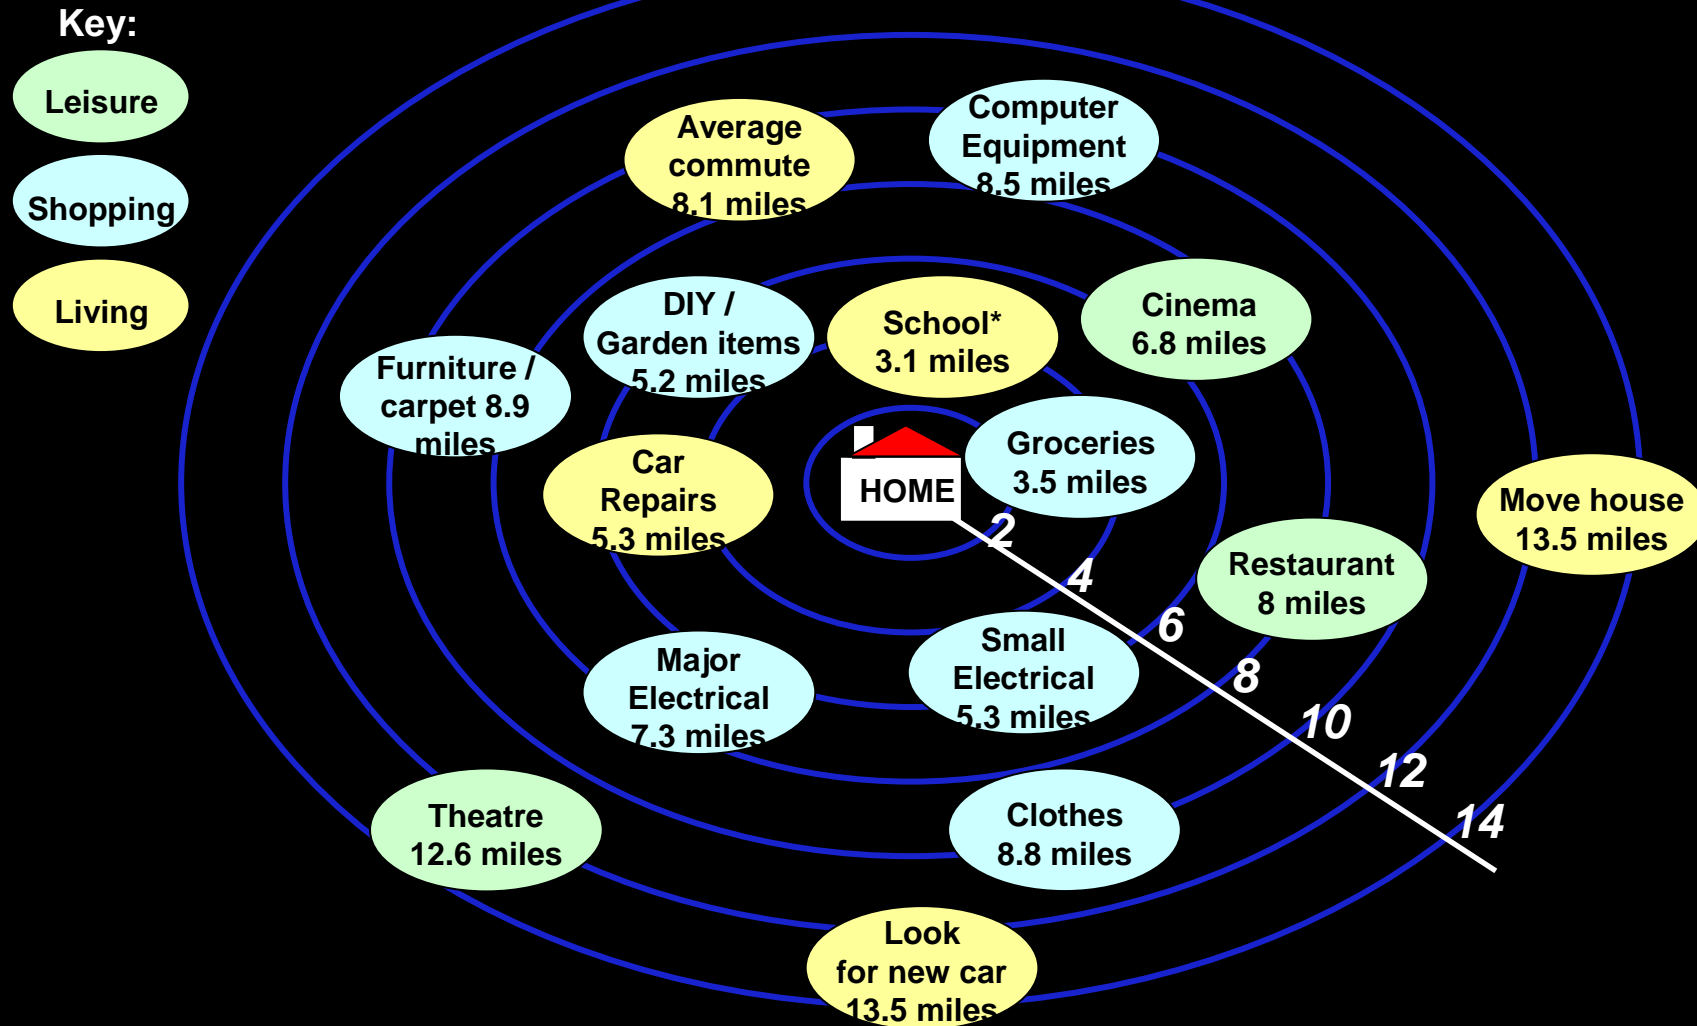 Key:
Leisure
Shopping
Living
Average
commute
8.1 miles
Computer
Equipment
8.5 miles
DIY /
Garden items
5.2 miles
School*
3.1 miles
Cinema
6.8 miles
Furniture /
carpet 8.9
miles
Car
Repairs
5.3 miles
HOME
Groceries
3.5 miles
Move house
13.5 miles
Restaurant
8 miles
Major
Electrical
7.3 miles
Small
Electrical
5.3 miles
Theatre
12.6 miles
Clothes
8.8 miles
Look
for new car
13.5 miles
2
4
6
8
10
12
14